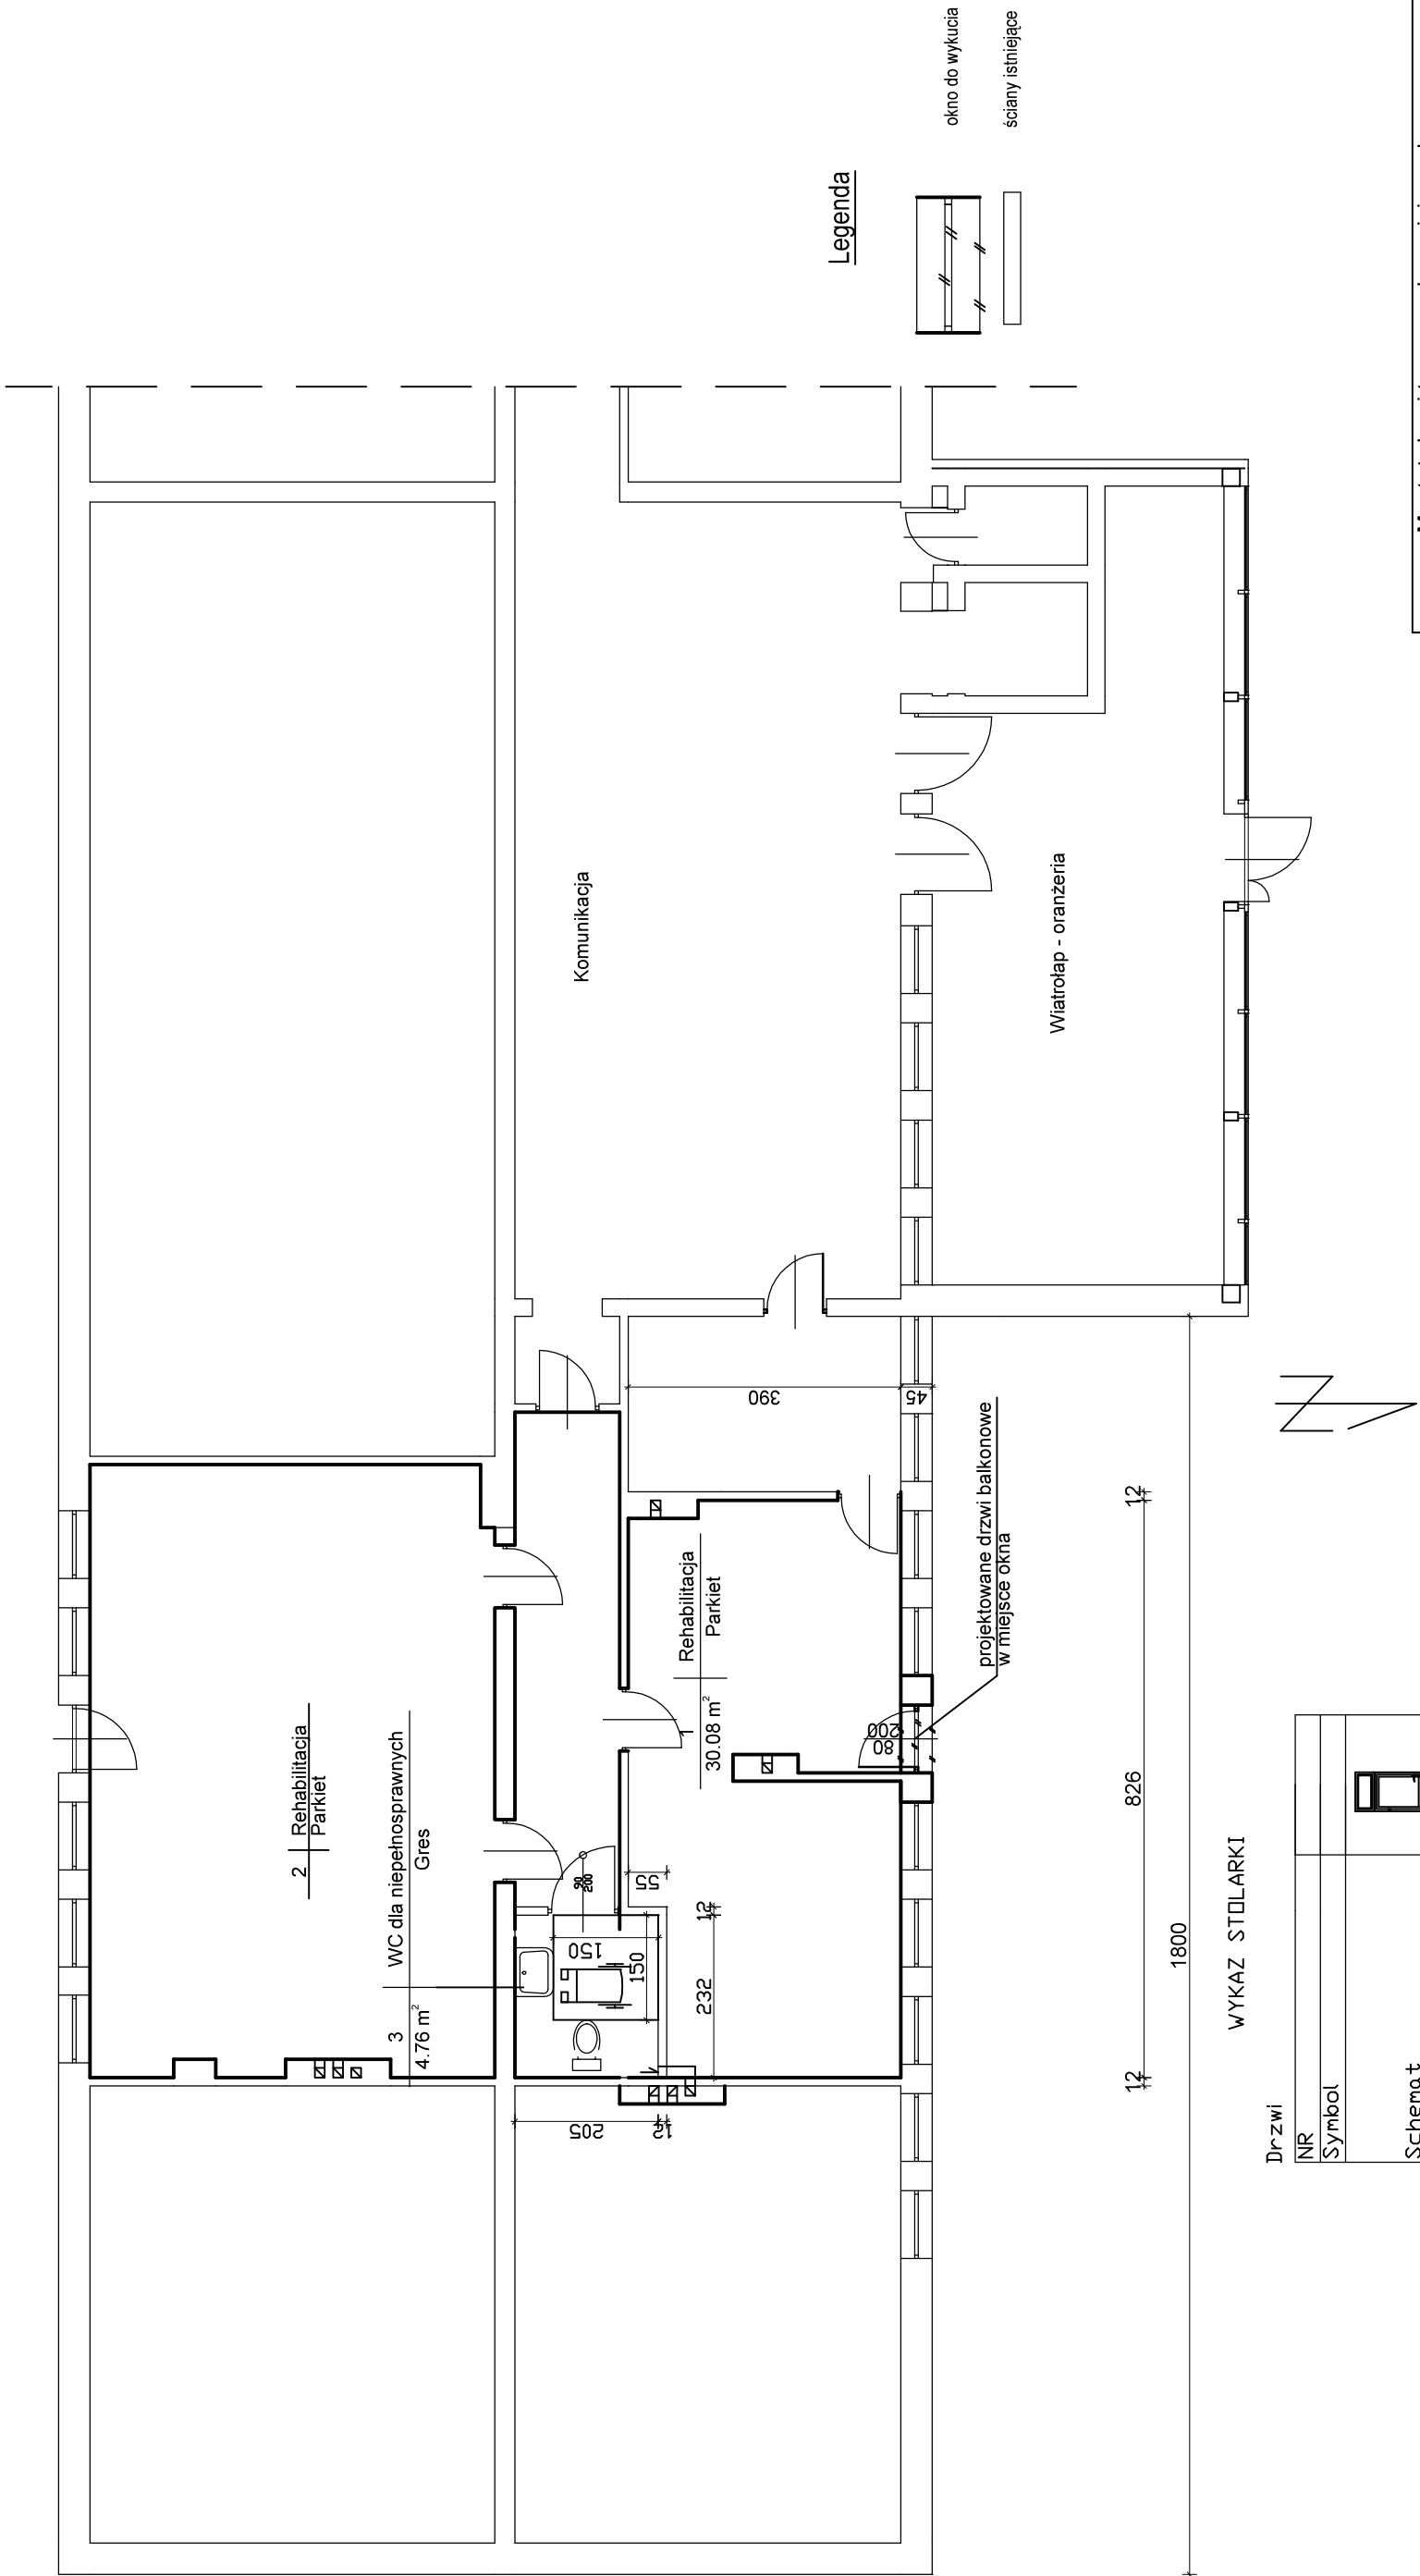 Legenda
okno do wykucia
ściany istniejące
Komunikacja
Wiatrołap - oranżeria
2
Rehabilitacja
Parkiet
3
WC dla niepełnosprawnych
4.76 m²
Gres
1
Rehabilitacja
30.08 m²
Parkiet
projektowane drzwi balkonowe
w miejsce okna
390
45
80
200
90
200
55
12
150
150
232
205
12
12
826
12
1800
N
WYKAZ STOLARKI
Drzwi
NR
Symbol
Schemat